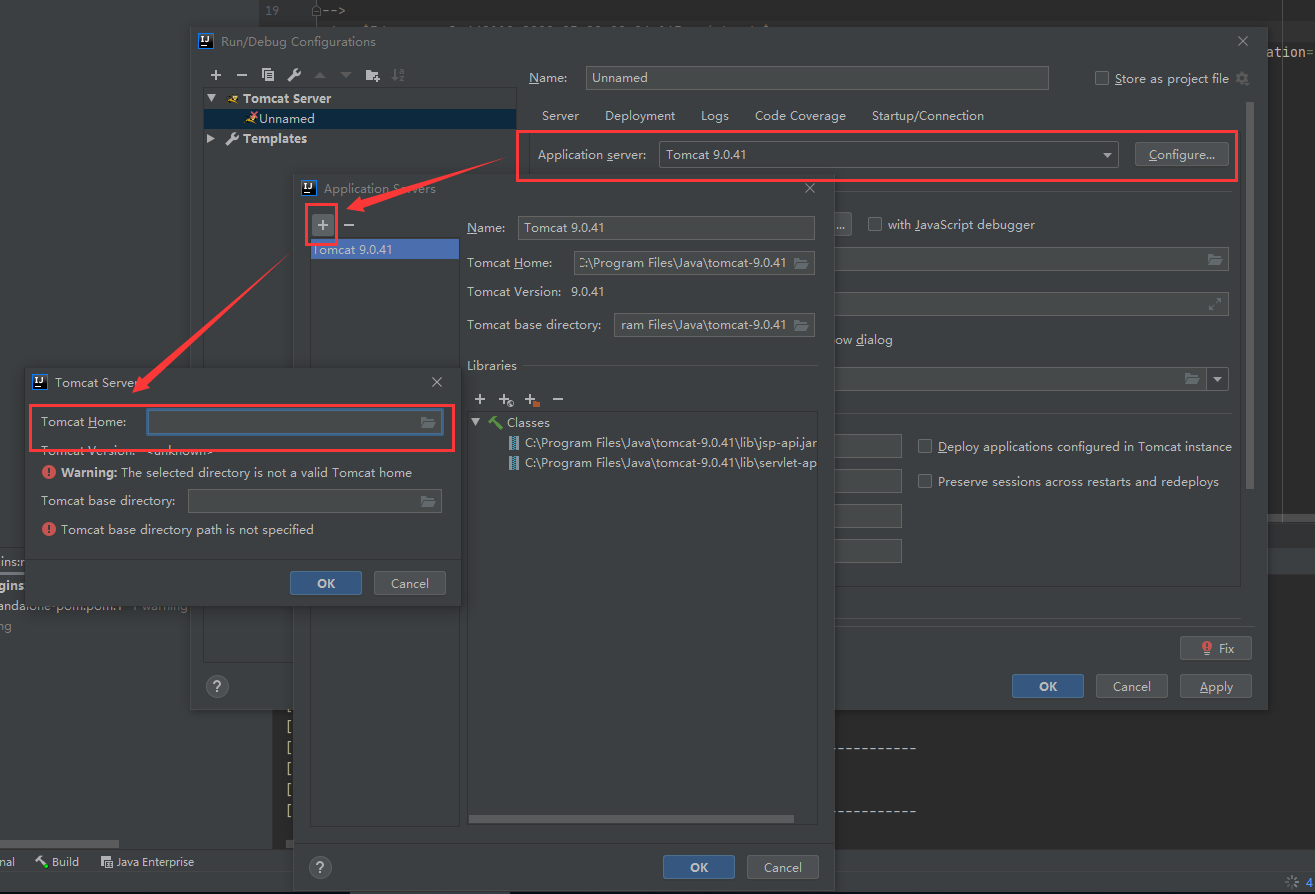 19 -->
Run/Debug Configurations
ation=
Name: Unnamed
Store as project file
Tomcat Server
Unnamed
Templates
Server Deployment Logs Code Coverage Startup/Connection
Application server: Tomcat 9.0.41 Configure...
Application Servers
Tomcat 9.0.41
Name: Tomcat 9.0.41
Tomcat Home: C:\Program Files\Java\tomcat-9.0.41
Tomcat Version: 9.0.41
Tomcat base directory: ram Files\Java\tomcat-9.0.41
Libraries
Classes
C:\Program Files\Java\tomcat-9.0.41\lib\jsp-api.jar
C:\Program Files\Java\tomcat-9.0.41\lib\servlet-ap
... with JavaScript debugger
ow dialog
Deploy applications configured in Tomcat instance
Preserve sessions across restarts and redeploys
Tomcat Server
Tomcat Home:
Tomcat Version: <unknown>
Warning: The selected directory is not a valid Tomcat home
Tomcat base directory:
Tomcat base directory path is not specified
OK Cancel
ins:r
gins
andalone-pom.pom:1 1 warning
ng
Fix
?
OK Cancel Apply
[
[
[ ------------
[
[
[ ------------
nal Build Java Enterprise
?
OK Cancel
4